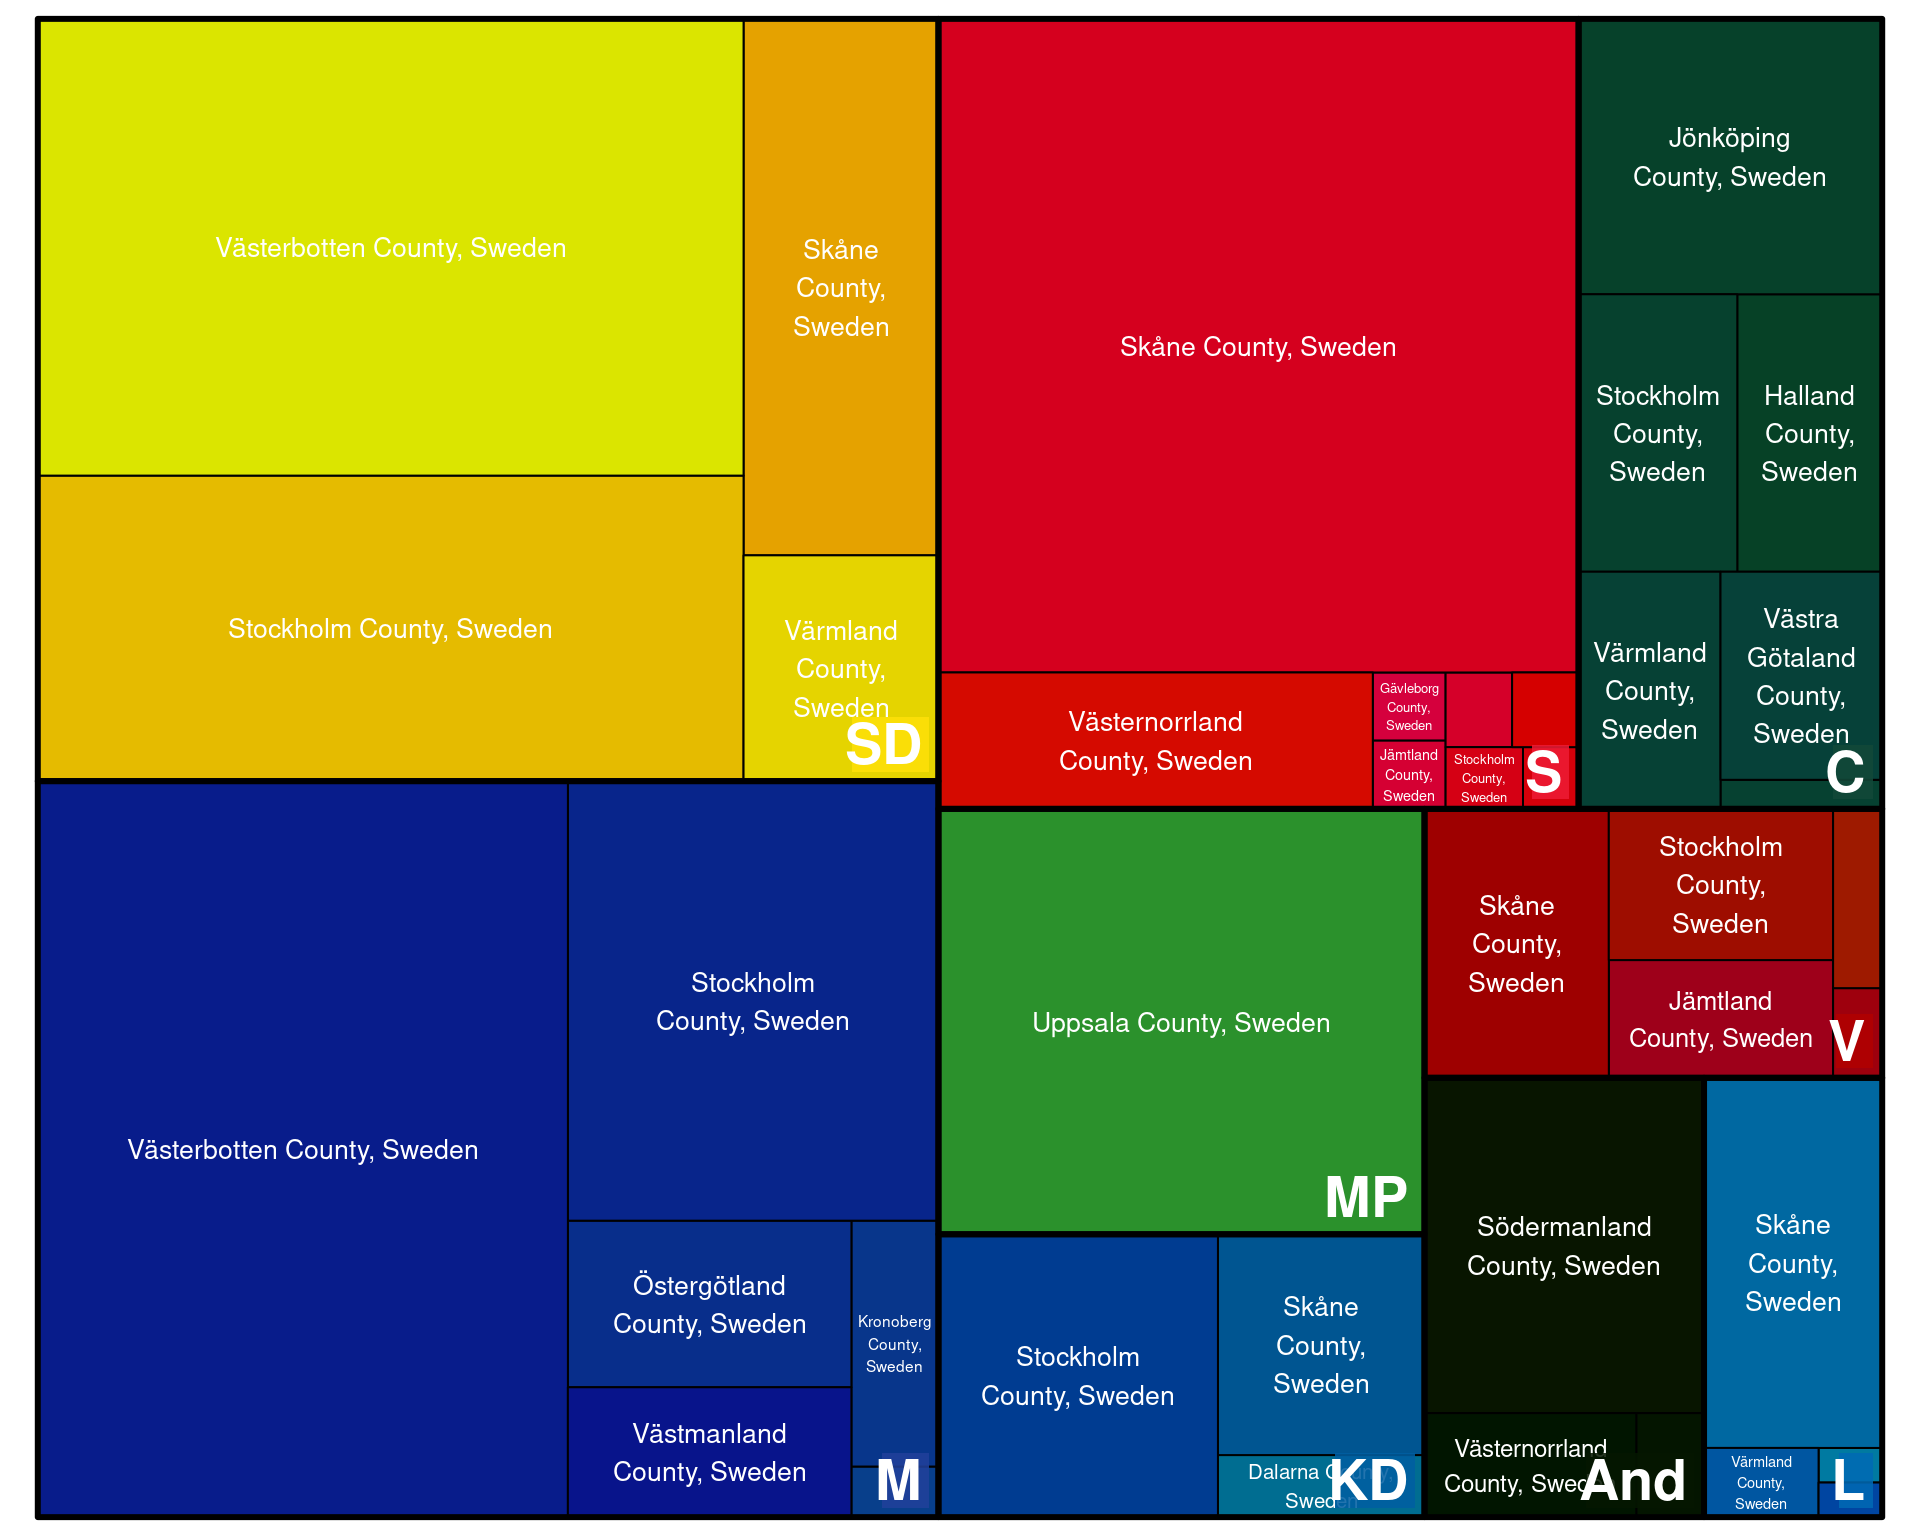 Västerbotten County, Sweden
Skåne
County,
Sweden
Stockholm County, Sweden
Värmland
County,
Sweden
SD
Skåne County, Sweden
Västernorrland
County, Sweden
Gävleborg
County,
Sweden
Jämtland
County,
Sweden
Stockholm
County,
Sweden
S
Jönköping
County, Sweden
Stockholm
County,
Sweden
Halland
County,
Sweden
Värmland
County,
Sweden
Västra
Götaland
County,
Sweden
C
Västerbotten County, Sweden
Stockholm
County, Sweden
Östergötland
County, Sweden
Kronoberg
County,
Sweden
Västmanland
County, Sweden
M
Uppsala County, Sweden
MP
Skåne
County,
Sweden
Stockholm
County,
Sweden
Jämtland
County, Sweden
V
Stockholm
County, Sweden
Skåne
County,
Sweden
Dalarna County,
Sweden
KD
Södermanland
County, Sweden
Västernorrland
County, Sweden
And
Skåne
County,
Sweden
Värmland
County,
Sweden
L